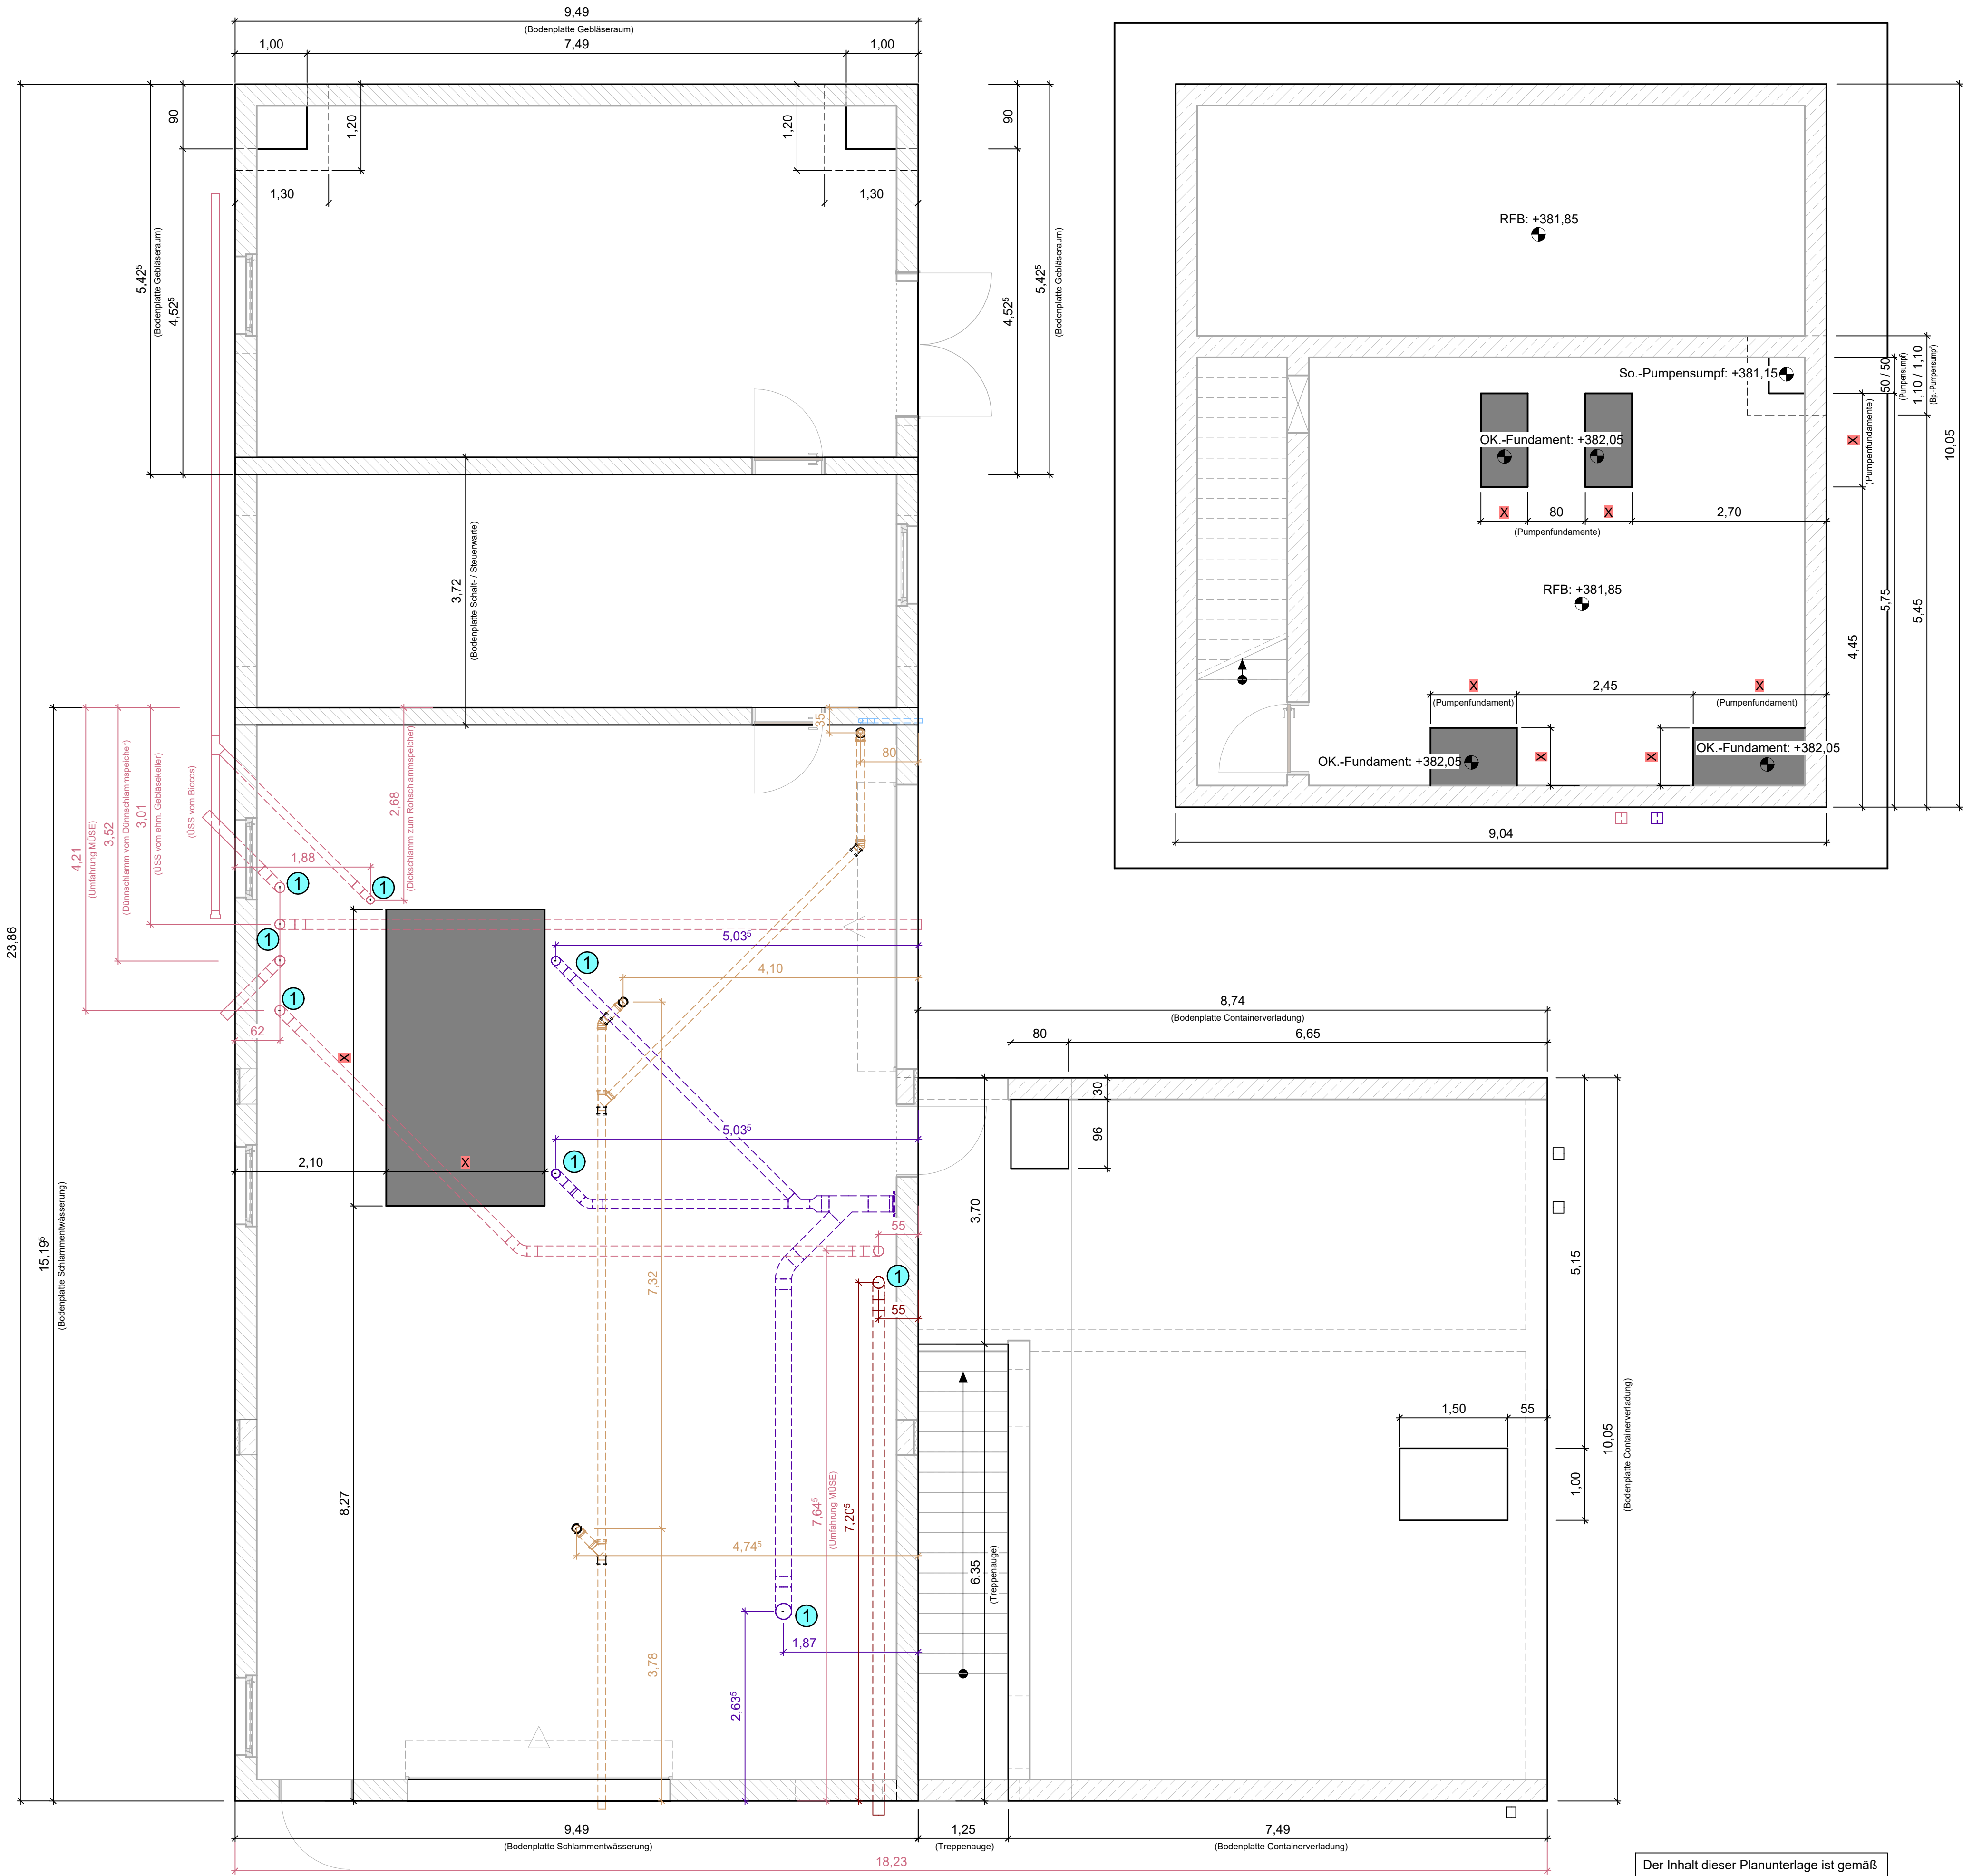 9,49
(Bodenplatte Gebläseraum)
1,00
7,49
1,00
90
1,20
1,20
90
1,30
1,30
5,42⁵
(Bodenplatte Gebläseraum)
4,52⁵
4,52⁵
5,42⁵
(Bodenplatte Gebläseraum)
3,72
(Bodenplatte Schalt- / Steuerwarte)
23,86
15,19⁵
(Bodenplatte Schlammentwässerung)
4,21
(Umfahrung MÜSE)
3,52
(Dünnschlamm vom Dünnschlammspeicher)
3,01
(ÜSS vom ehm. Gebläsekeller)
(ÜSS vom Biocos)
2,68
(Dickschlamm zum Rohschlammspeicher)
1,88
35
80
1
1
1
1
62
X
2,10
X
8,27
5,03⁵
1
4,10
5,03⁵
1
7,32
55
1
55
7,64⁵
(Umfahrung MÜSE)
7,20⁵
4,74⁵
3,78
1
1,87
2,63⁵
9,49
(Bodenplatte Schlammentwässerung)
1,25
(Treppenauge)
7,49
(Bodenplatte Containerverladung)
18,23
8,74
(Bodenplatte Containerverladung)
80
6,65
30
96
3,70
6,35
(Treppenauge)
5,15
1,50
55
1,00
10,05
(Bodenplatte Containerverladung)
RFB: +381,85
So.-Pumpensumpf: +381,15
50 / 50
(Pumpensumpf)
1,10 / 1,10
(Bp.-Pumpensumpf)
OK.-Fundament: +382,05
X
(Pumpenfundamente)
X
80
X
2,70
(Pumpenfundamente)
RFB: +381,85
10,05
5,75
5,45
4,45
X
(Pumpenfundament)
2,45
X
(Pumpenfundament)
OK.-Fundament: +382,05
X
X
OK.-Fundament: +382,05
9,04
Der Inhalt dieser Planunterlage ist gemäß